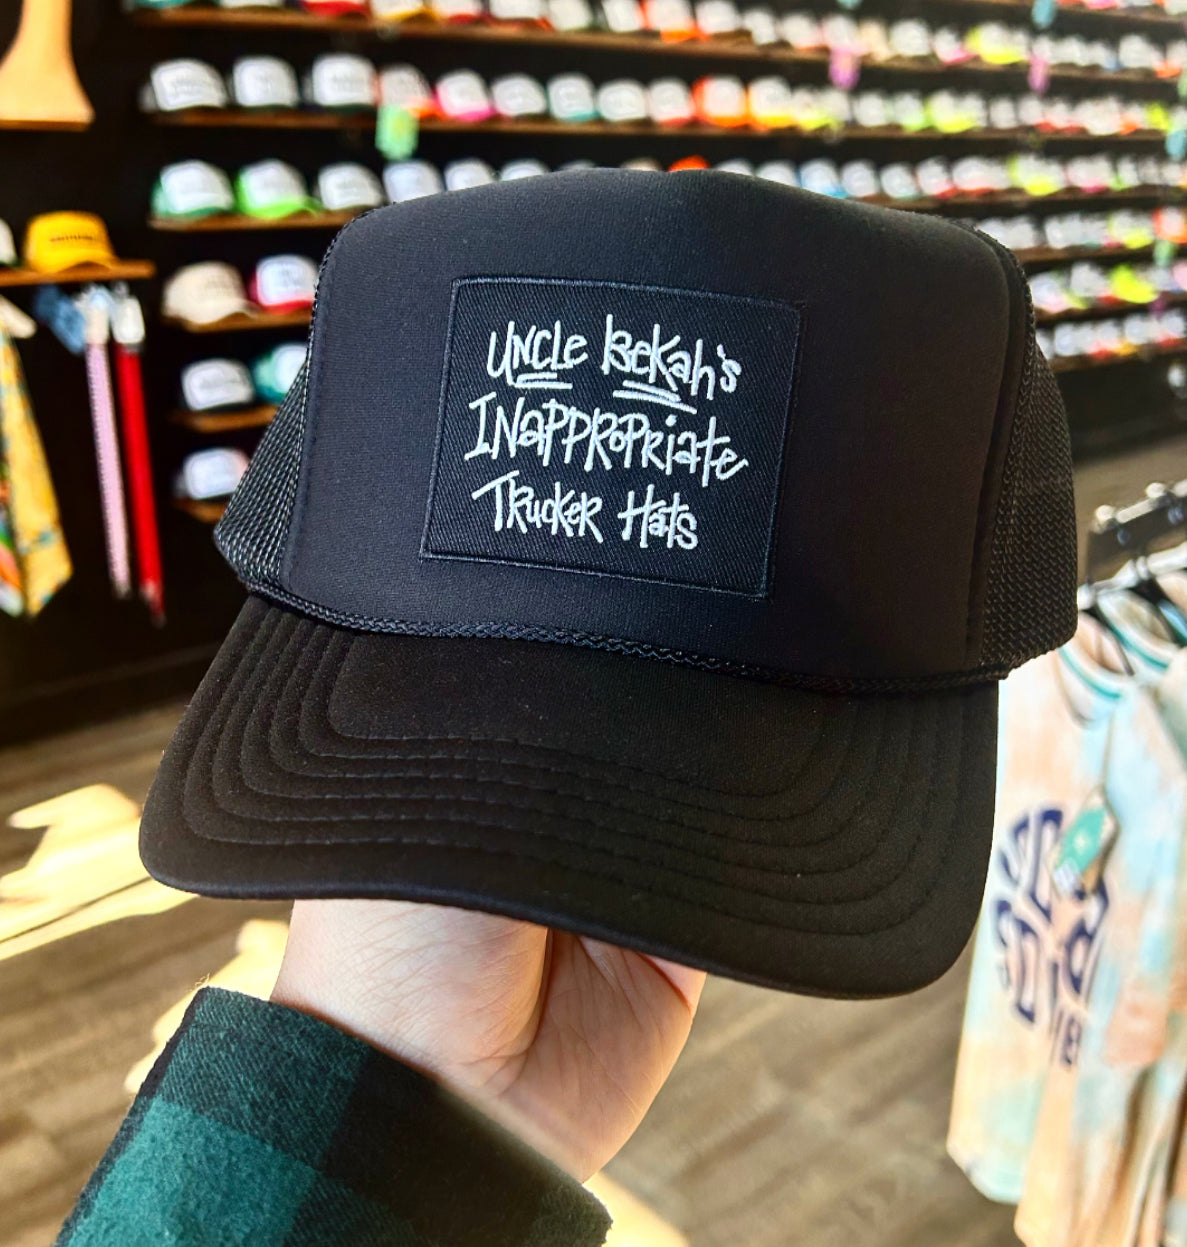 Uncle Bekah's
Inappropriate
Trucker Hats